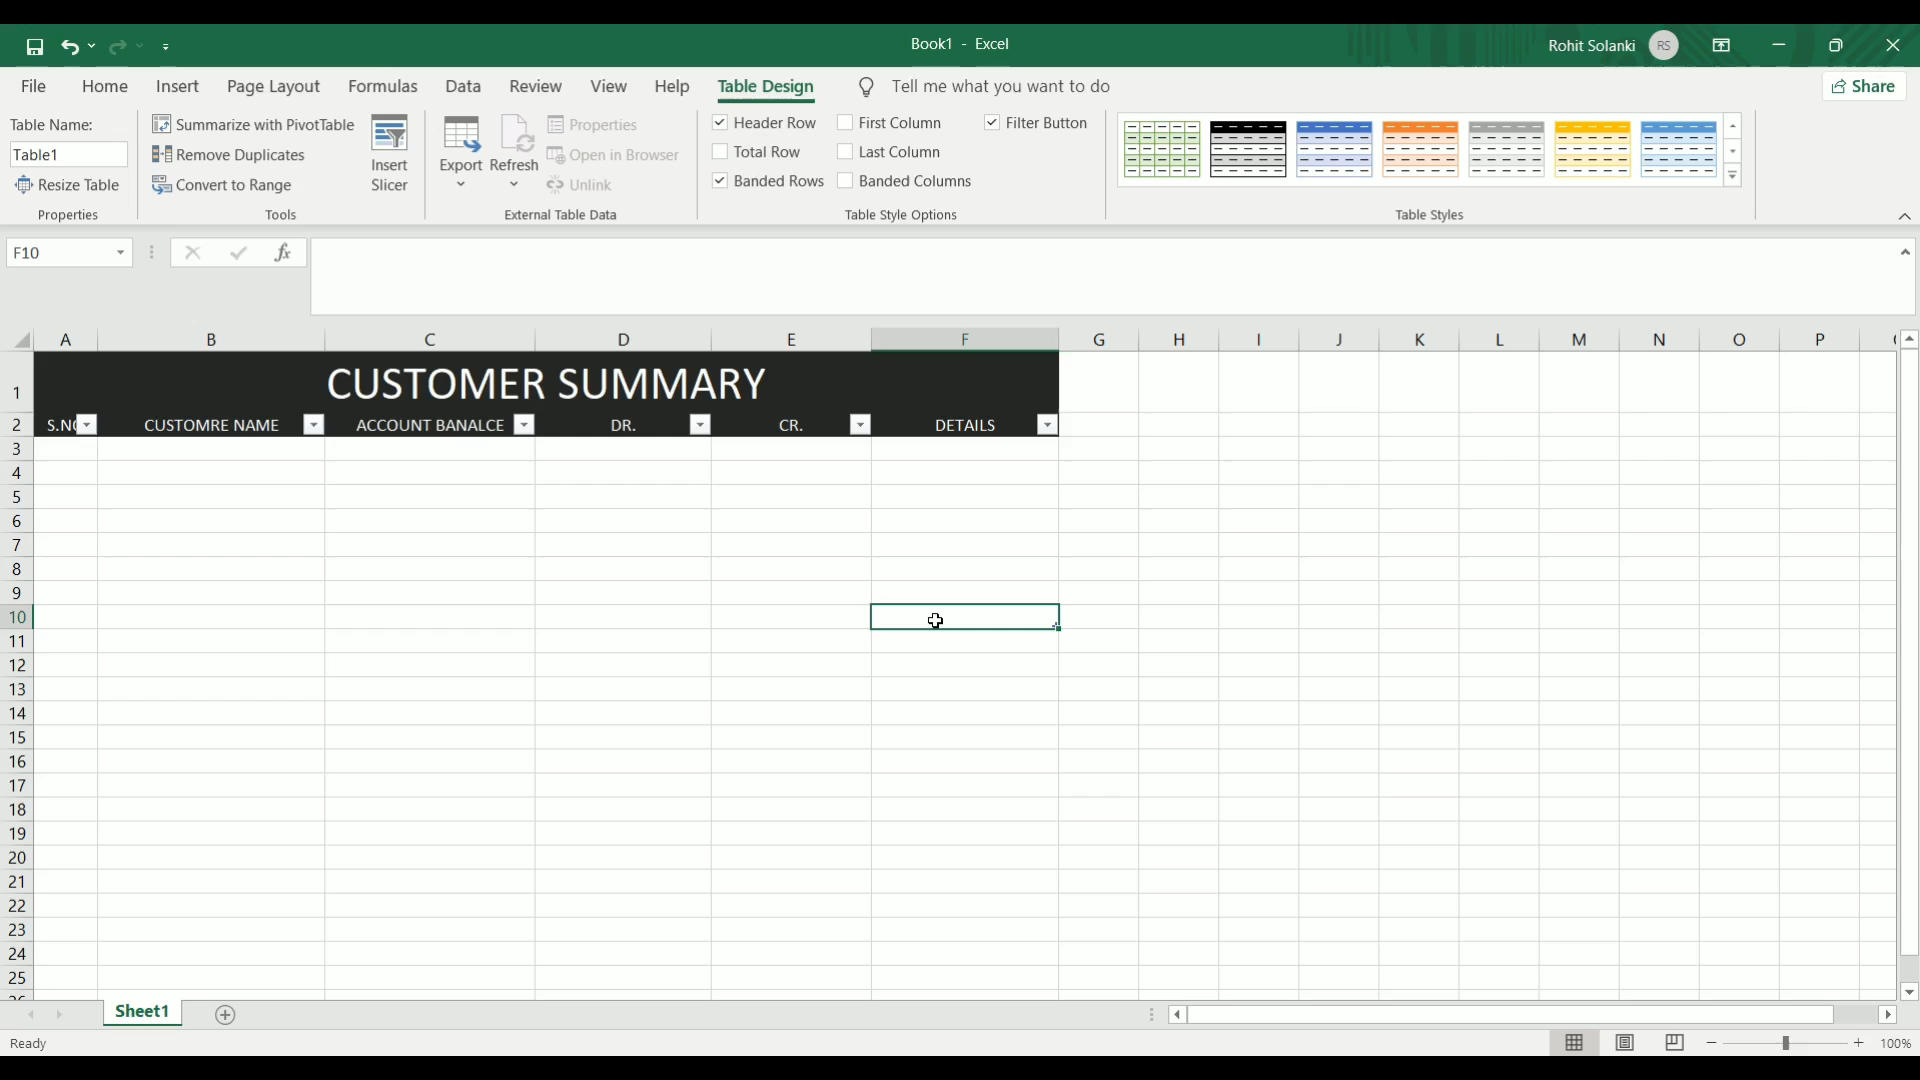 Book1 - Excel
Rohit Solanki RS
File Home Insert Page Layout Formulas Data Review View Help Table Design Tell me what you want to do Share
Table Name:
Table1
Resize Table
Properties
Summarize with PivotTable
Remove Duplicates
Convert to Range
Tools
Insert
Slicer
Export
Refresh
Properties
Open in Browser
Unlink
External Table Data
Header Row First Column Filter Button
Total Row Last Column
Banded Rows Banded Columns
Table Style Options
Table Styles
F10
fx
A B C D E F G H I J K L M N O P
1 CUSTOMER SUMMARY
2 S.NO CUSTOMRE NAME ACCOUNT BANALCE DR. CR. DETAILS
3
4
5
6
7
8
9
10
11
12
13
14
15
16
17
18
19
20
21
22
23
24
25
26
Sheet1
Ready
100%